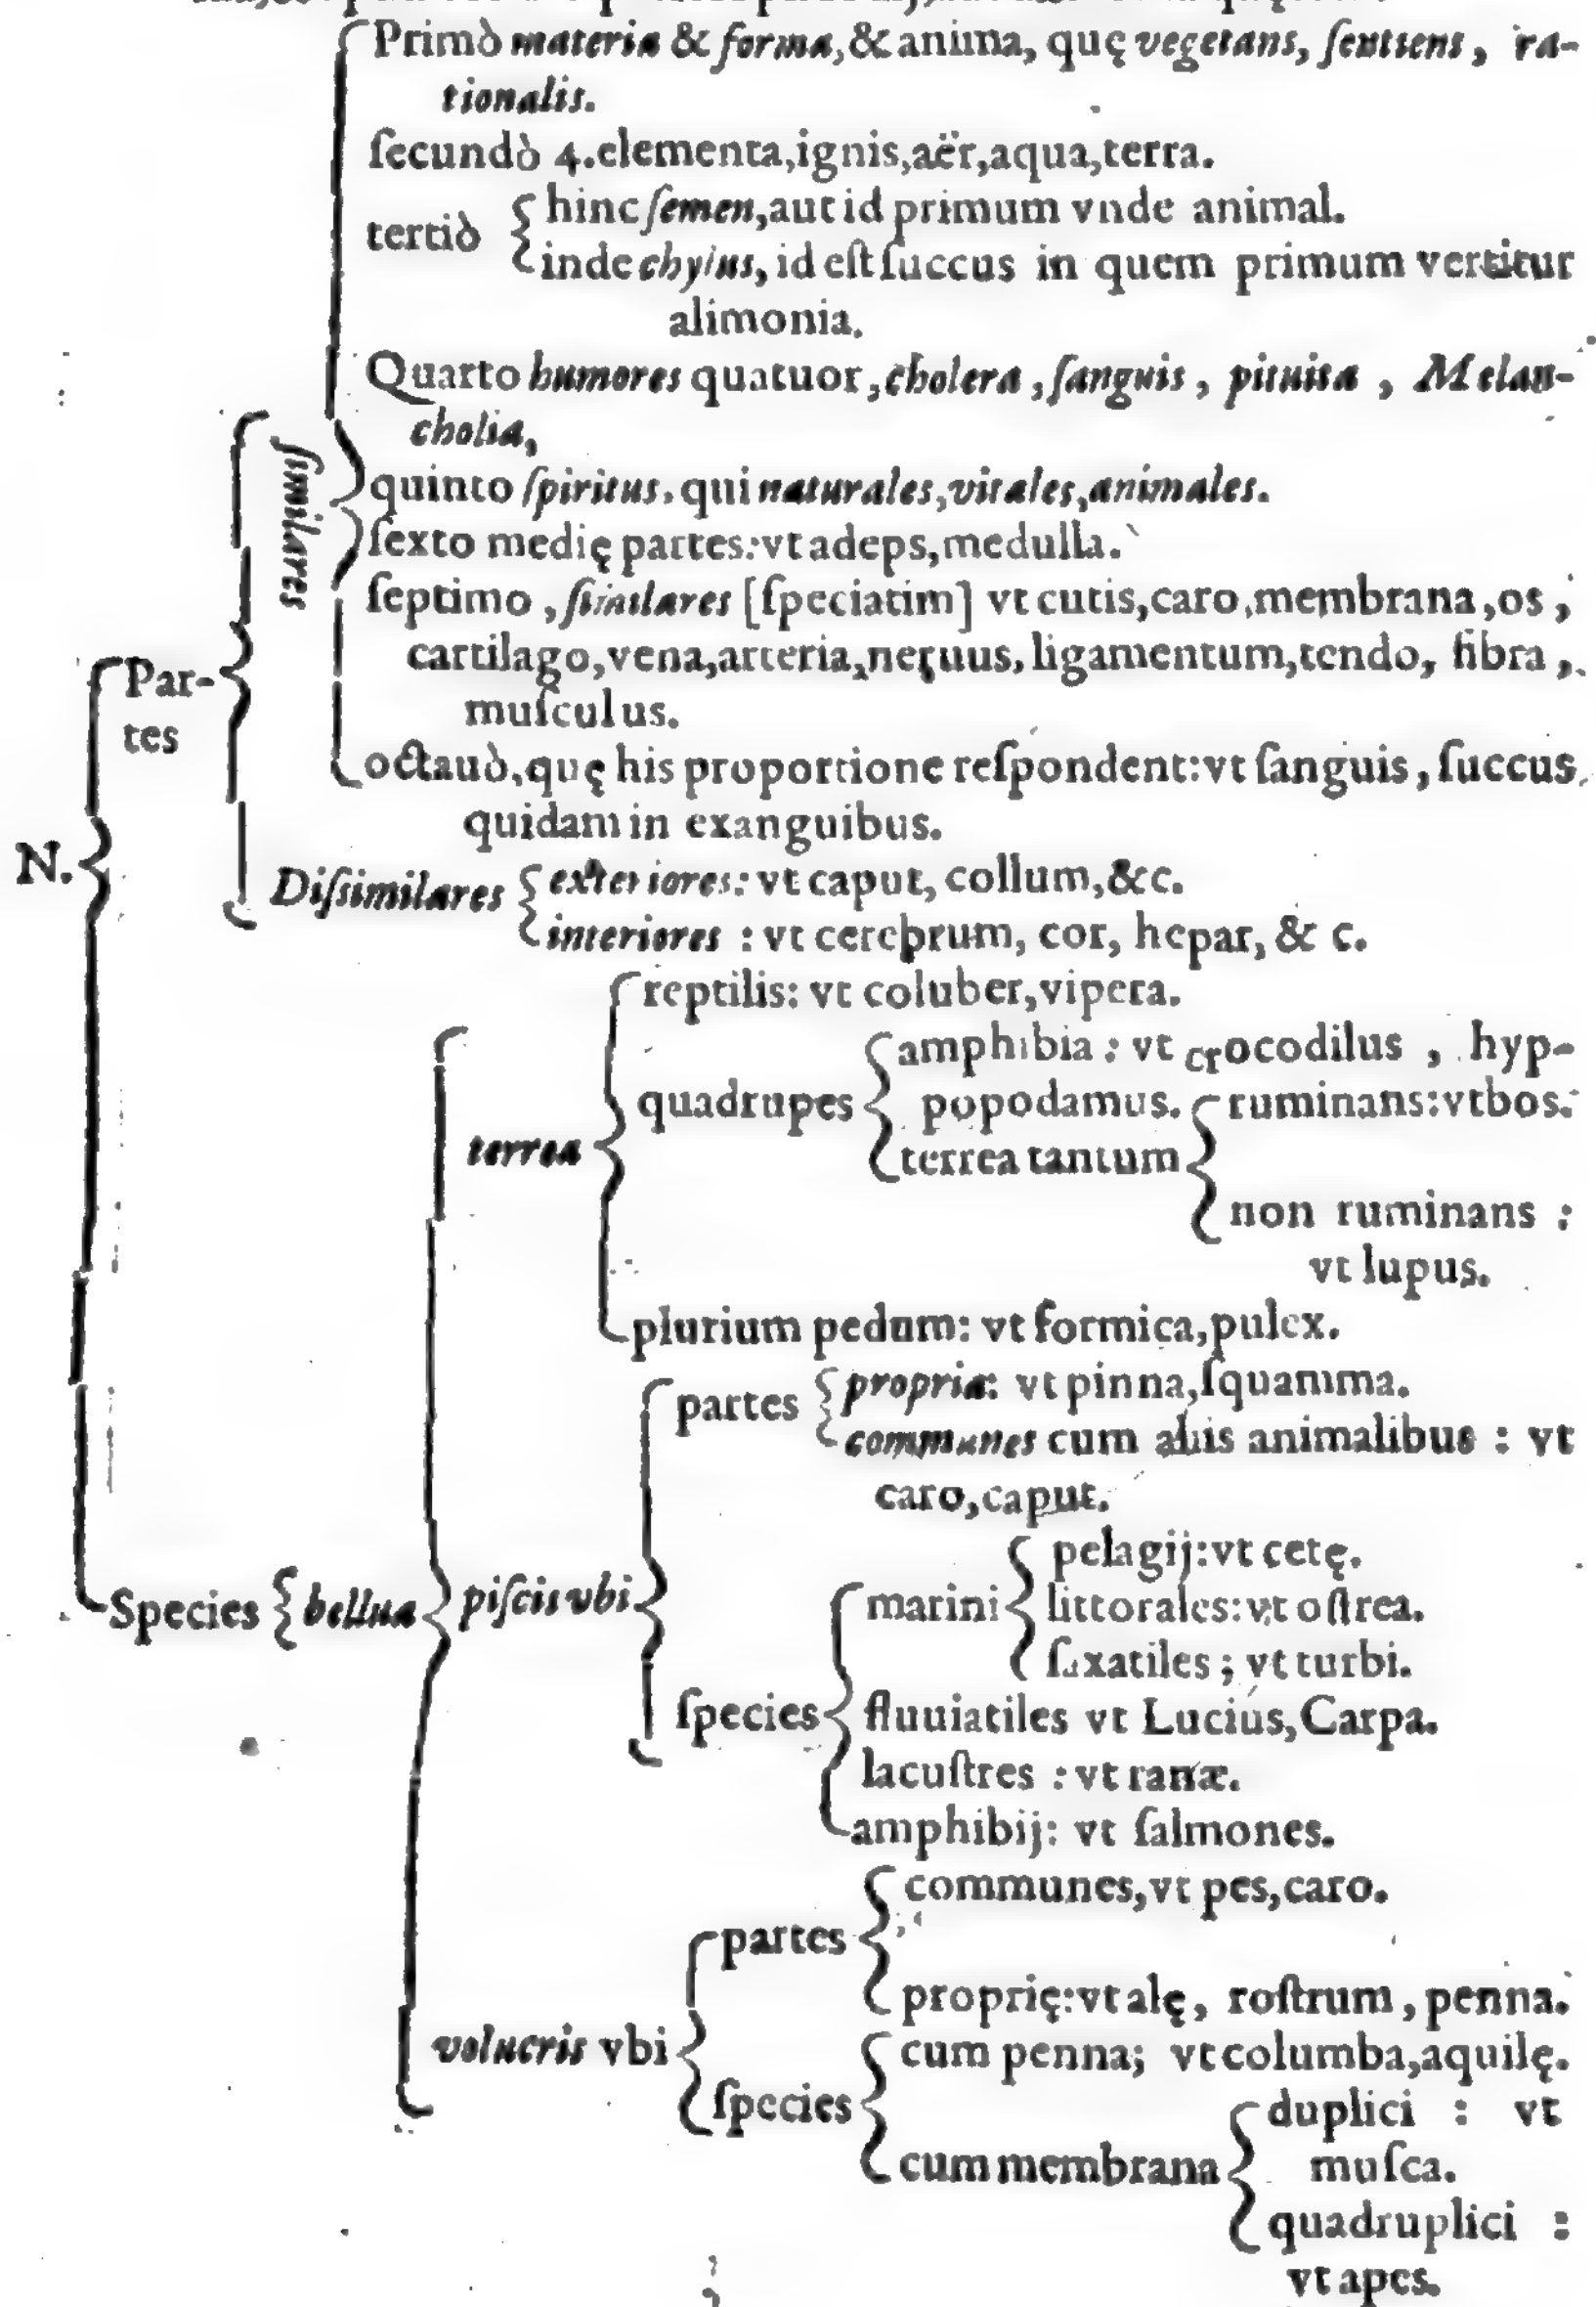 Primò materia & forma, & anima, quę vegetans, ſentiens, ra-
tionalis.
ſecundò 4. elementa, ignis, aër, aqua, terra.
tertiò
hinc ſemen, aut id primum vnde animal.
inde chylus, id eſt ſuccus in quem primum vertitur
alimonia.
Quarto humores quatuor, cholera, ſanguis, pituita, Melan-
cholia,
quinto ſpiritus. qui naturales, vitales, animales.
ſexto medię partes: vt adeps, medulla.
ſimilares
ſeptimo, ſimilares [ſpeciatim] vt cutis, caro, membrana, os,
cartilago, vena, arteria, neruus, ligamentum, tendo, fibra,
muſculus.
Par-
tes
octauò, quę his proportione reſpondent: vt ſanguis, ſuccus
quidam in exanguibus.
N.
Diſsimilares
exteriores: vt caput, collum, &c.
interiores: vt cerebrum, cor, hepar, & c.
reptilis: vt coluber, vipera.
terrea
quadrupes
amphibia: vt crocodilus, hyp-
popodamus.
terrea tantum
ruminans: vt bos.
non ruminans:
vt lupus.
plurium pedum: vt formica, pulex.
partes
propria: vt pinna, ſquamma.
communes cum aliis animalibus: vt
caro, caput.
Species
bellua
piſcis vbi
marini
pelagij: vt cetę.
littorales: vt oſtrea.
ſaxatiles; vt turbi.
ſpecies
fluuiatiles vt Lucius, Carpa.
lacuſtres: vt ranæ.
amphibij: vt ſalmones.
volucris vbi
partes
communes, vt pes, caro.
proprię: vt alę, roſtrum, penna.
ſpecies
cum penna; vt columba, aquilę.
cum membrana
duplici: vt
muſca.
quadruplici:
vt apes.